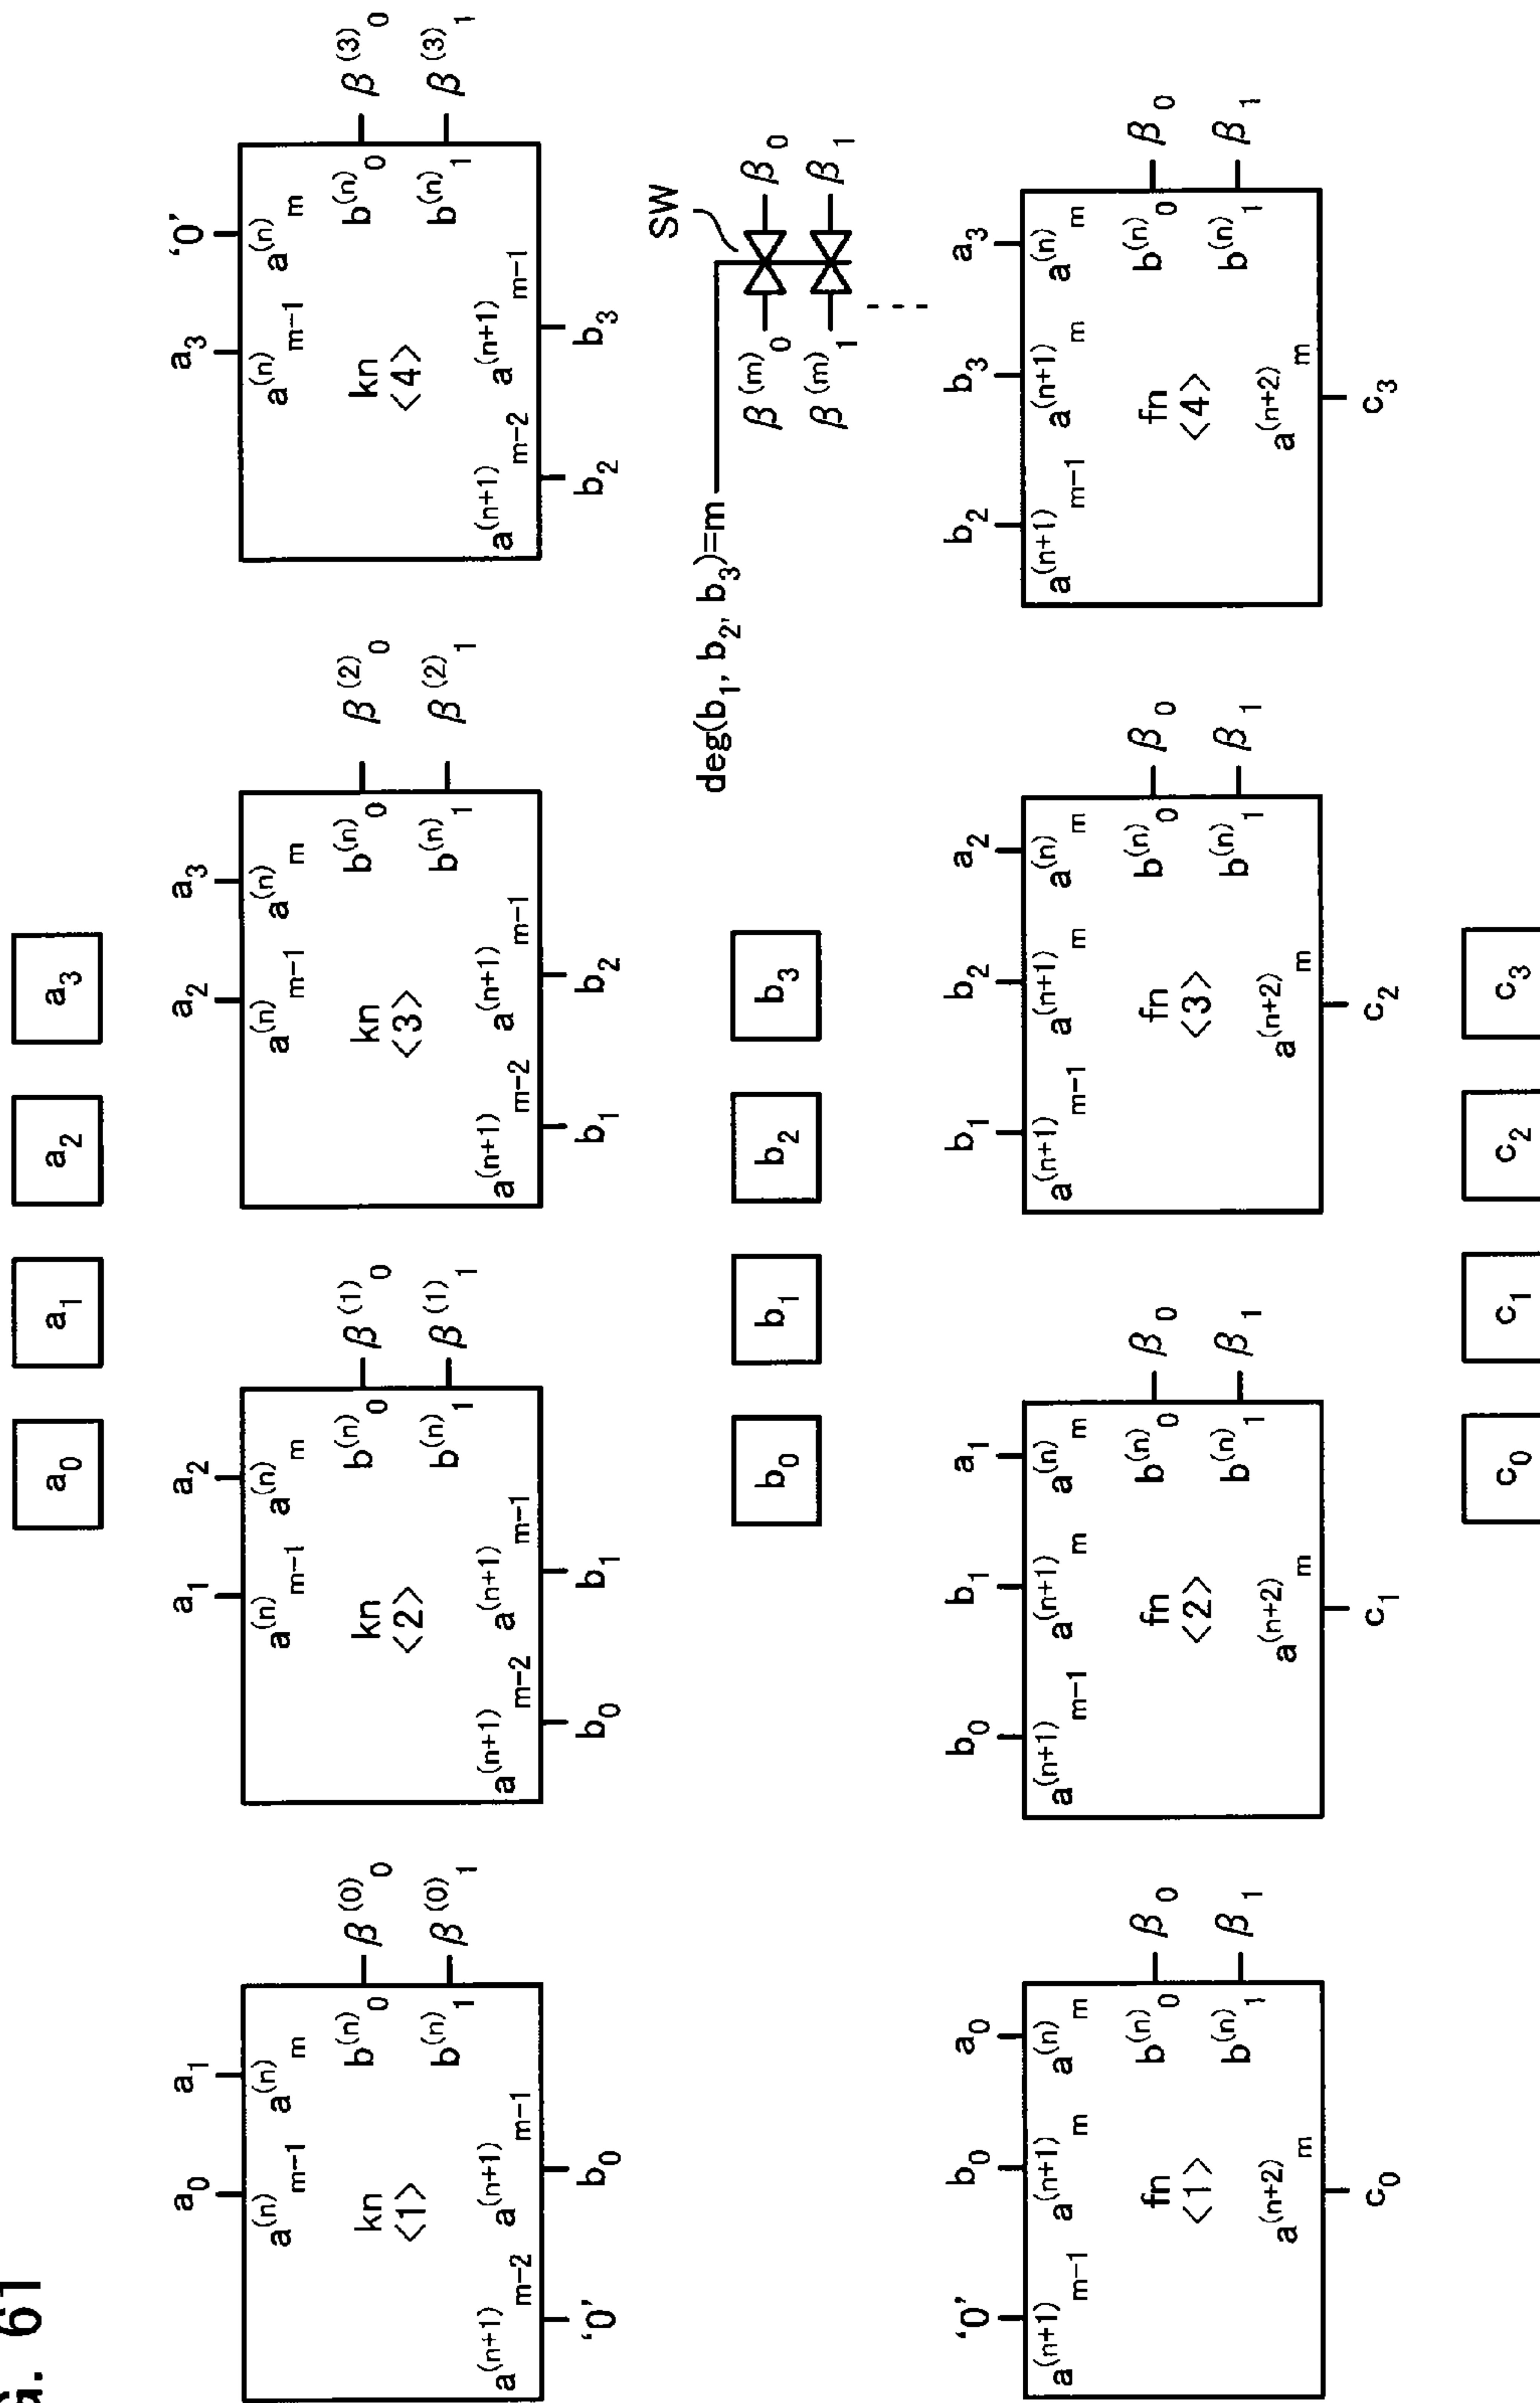 G. 61
a0 a1 a2 a3
a0 a1
a(n)m-1 a(n)m
kn
<1>
b(n)0 β(0)0
b(n)1 β(0)1
a(n+1)m-2 a(n+1)m-1
'0' b0
a1 a2
a(n)m-1 a(n)m
kn
<2>
b(n)0 β(1)0
b(n)1 β(1)1
a(n+1)m-2 a(n+1)m-1
b0 b1
a2 a3
a(n)m-1 a(n)m
kn
<3>
b(n)0 β(2)0
b(n)1 β(2)1
a(n+1)m-2 a(n+1)m-1
b1 b2
a3 '0'
a(n)m-1 a(n)m
kn
<4>
b(n)0 β(3)0
b(n)1 β(3)1
a(n+1)m-2 a(n+1)m-1
b2 b3
b0 b1 b2 b3
deg(b1, b2, b3)=m
SW
β(m)0 β0
β(m)1 β1
'0' b0 a0
a(n+1)m-1 a(n+1)m a(n)m
fn
<1>
b(n)0 β0
b(n)1 β1
a(n+2)m
c0
b0 b1 a1
a(n+1)m-1 a(n+1)m a(n)m
fn
<2>
b(n)0 β0
b(n)1 β1
a(n+2)m
c1
b1 b2 a2
a(n+1)m-1 a(n+1)m a(n)m
fn
<3>
b(n)0 β0
b(n)1 β1
a(n+2)m
c2
b2 b3 a3
a(n+1)m-1 a(n+1)m a(n)m
fn
<4>
b(n)0 β0
b(n)1 β1
a(n+2)m
c3
c0 c1 c2 c3